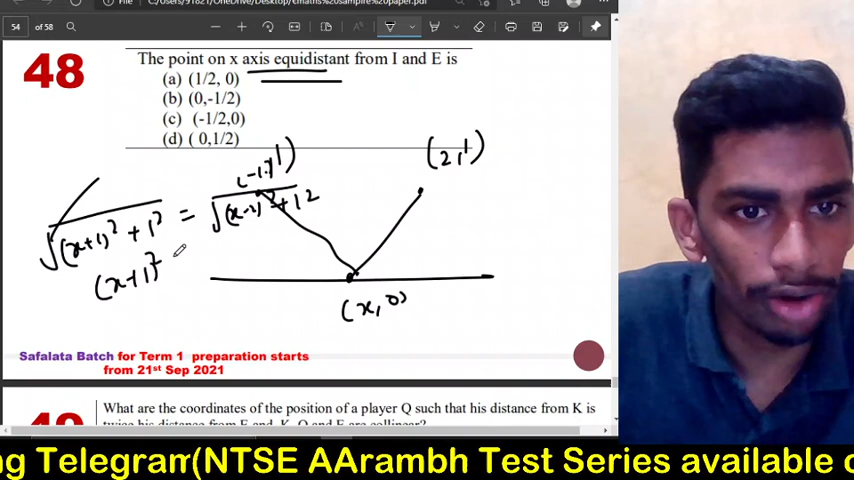 54 of 58
48
The point on x axis equidistant from I and E is
(a) (1/2, 0)
(b) (0,-1/2)
(c) (-1/2,0)
(d) ( 0,1/2)
(-1,1)
(2,1)
√(x+1)² + 1² = √(x-2)² + 1²
(x+1)²
(x, 0)
Safalata Batch for Term 1 preparation starts
from 21st Sep 2021
What are the coordinates of the position of a player Q such that his distance from K is
twice his distance from E and K, Q and E are collinear?
ng Telegram(NTSE AArambh Test Series available o